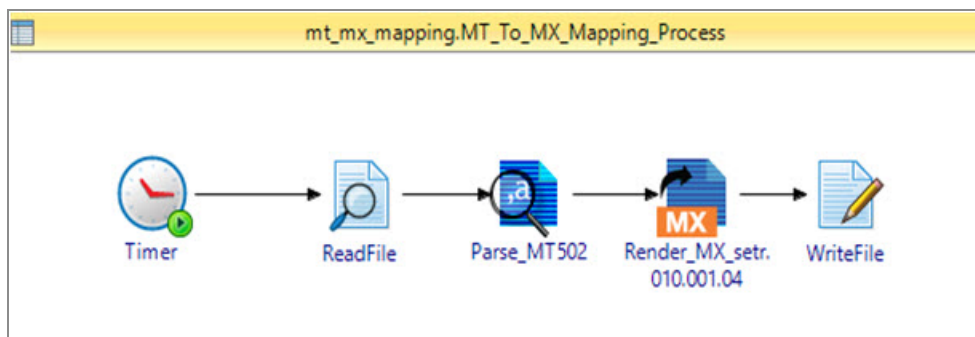 mt_mx_mapping.MT_To_MX_Mapping_Process
,a
MX
Timer
ReadFile
Parse_MT502
Render_MX_setr.
010.001.04
WriteFile